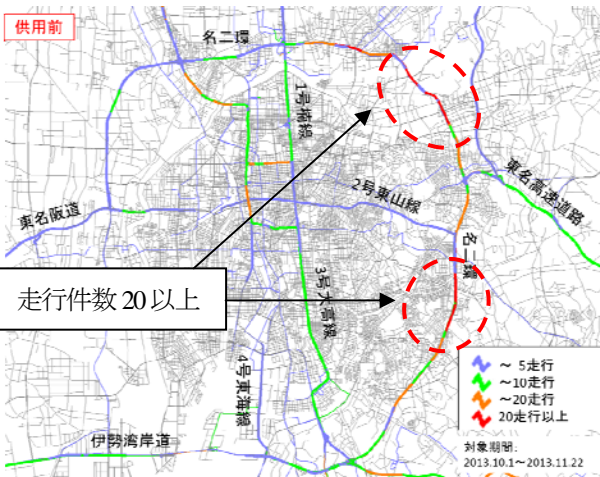 供用前
名二環
1号楠線
東名高速道路
2号東山線
東名阪道
名二環
走行件数 20 以上
3号大高線
4号東海線
伊勢湾岸道
～ 5走行
～10走行
～20走行
20走行以上
対象期間:
2013.10.1～2013.11.22